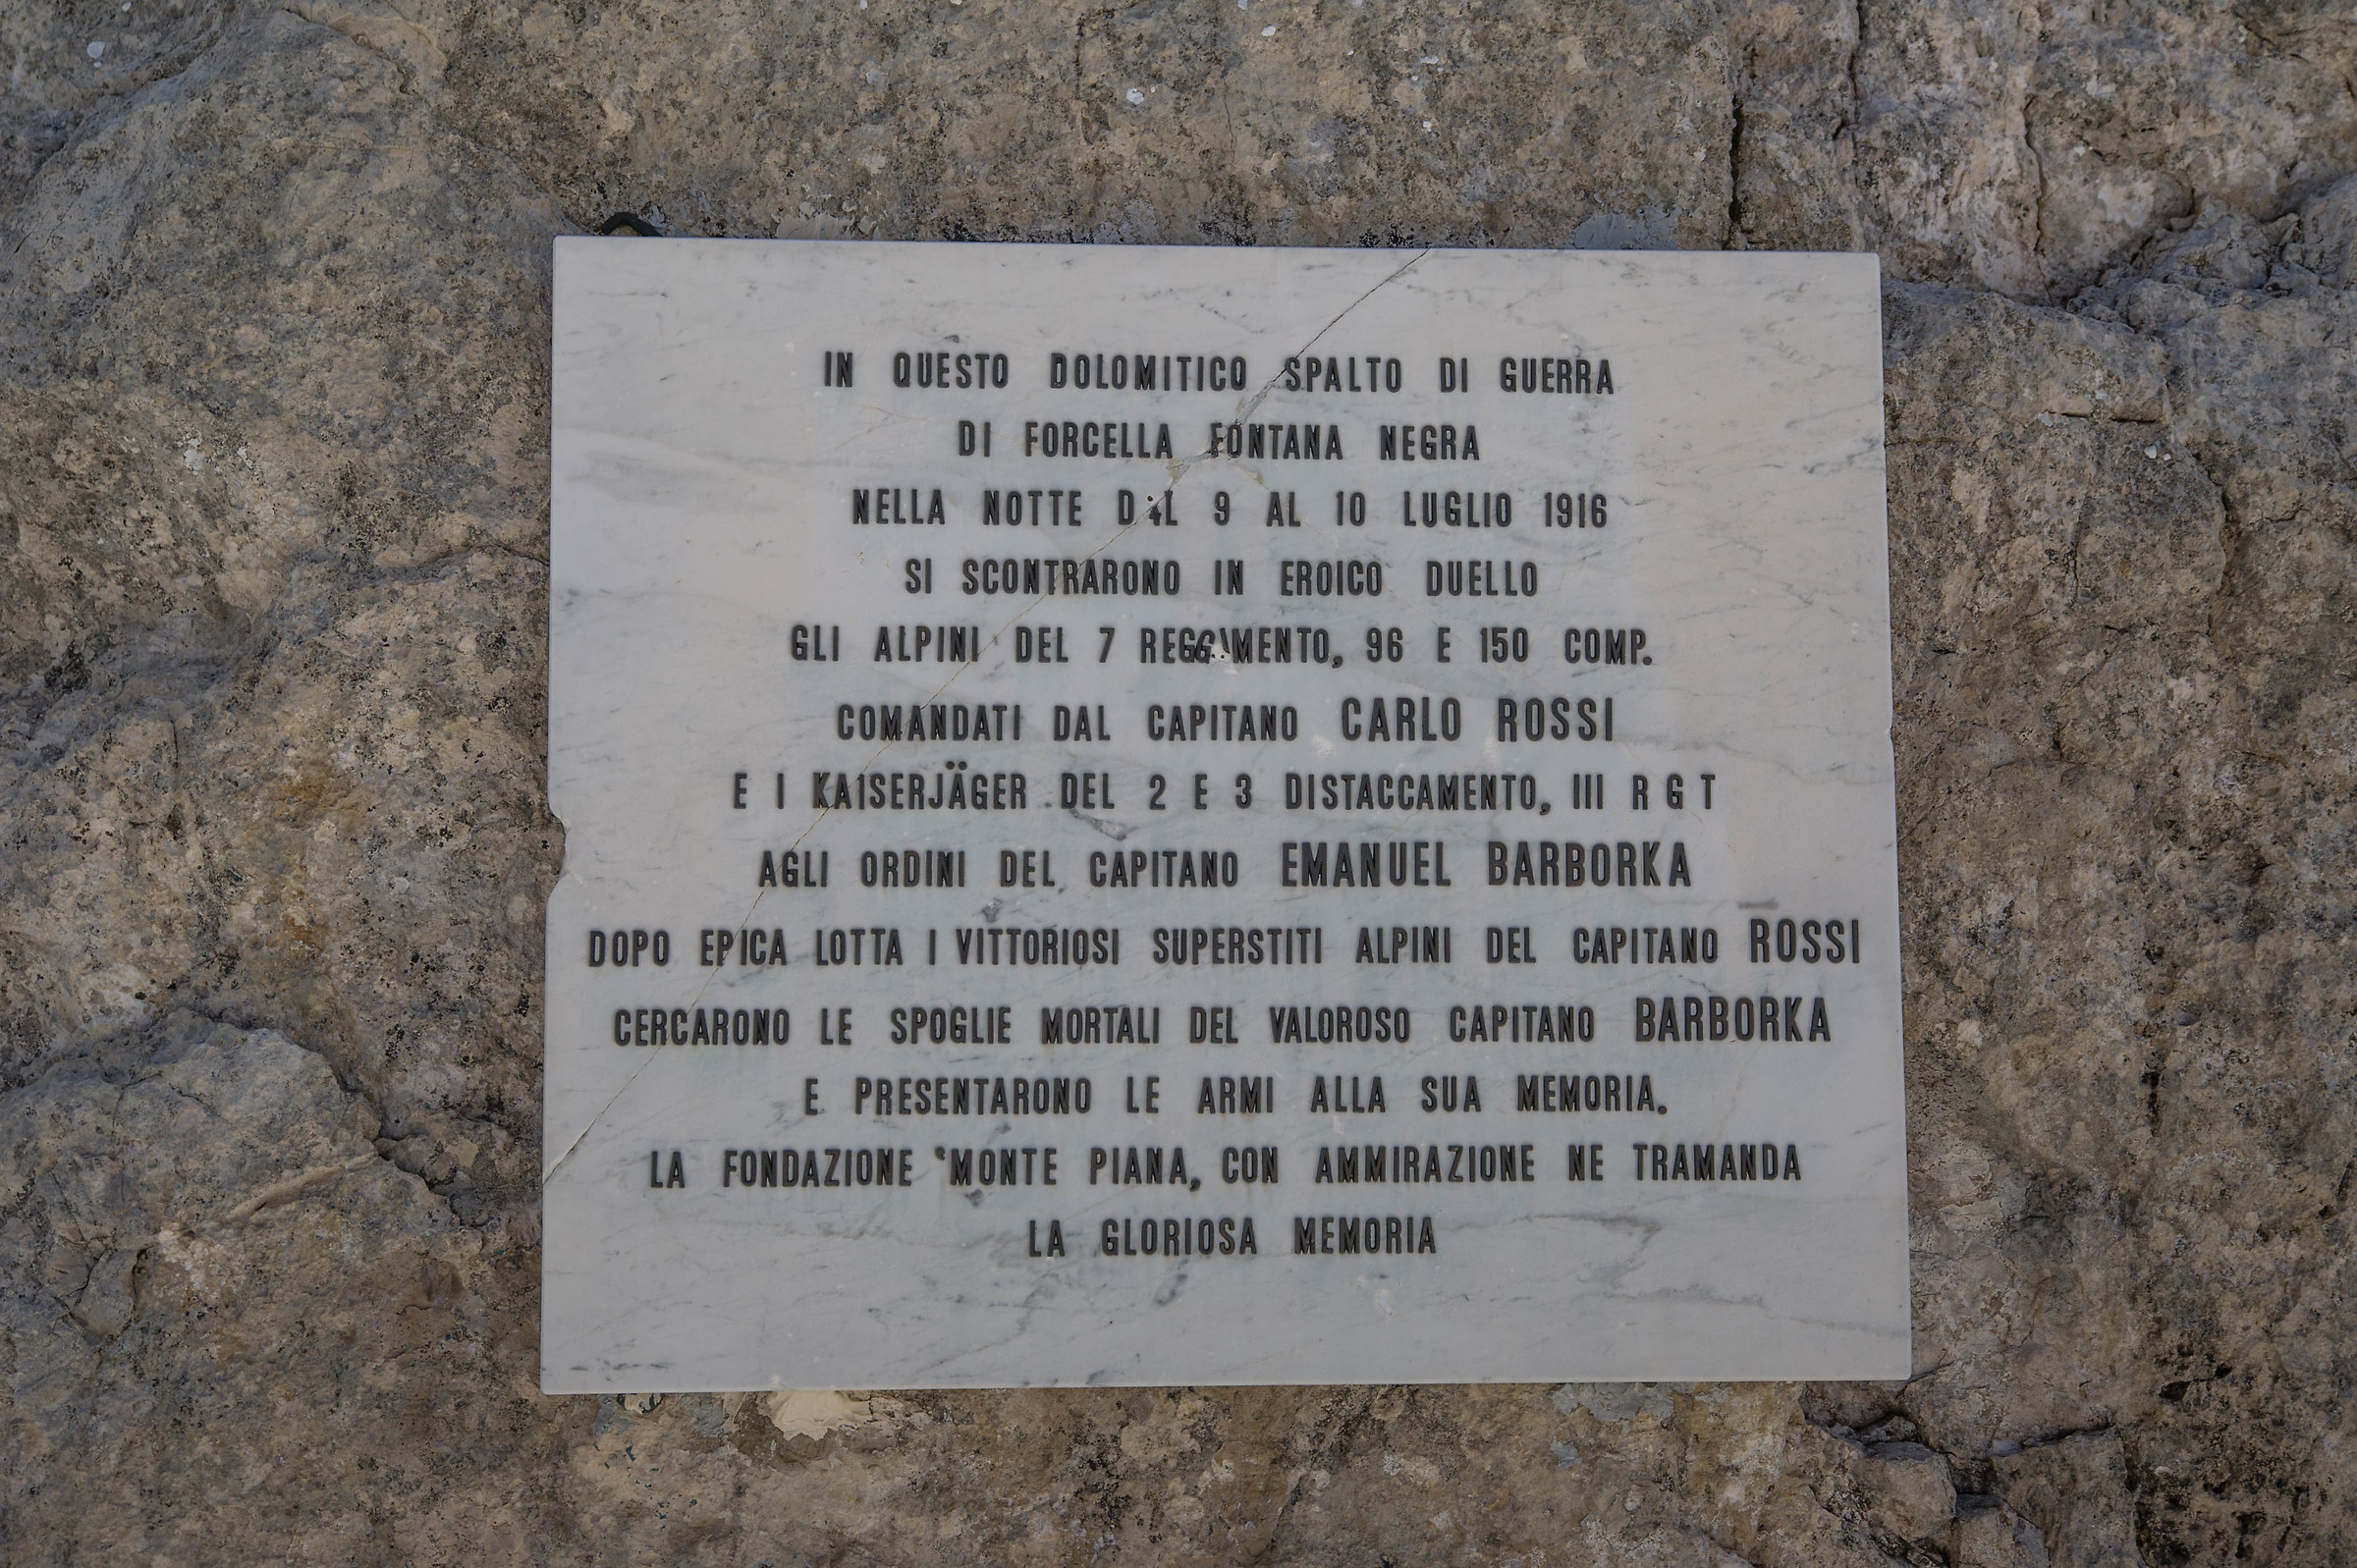 IN QUESTO DOLOMITICO SPALTO DI GUERRA
DI FORCELLA FONTANA NEGRA
NELLA NOTTE DAL 9 AL 10 LUGLIO 1916
SI SCONTRARONO IN EROICO DUELLO
GLI ALPINI DEL 7 REGGIMENTO, 96 E 150 COMP.
COMANDATI DAL CAPITANO CARLO ROSSI
E I KAISERJÄGER DEL 2 E 3 DISTACCAMENTO, III R G T
AGLI ORDINI DEL CAPITANO EMANUEL BARBORKA
DOPO EPICA LOTTA I VITTORIOSI SUPERSTITI ALPINI DEL CAPITANO ROSSI
CERCARONO LE SPOGLIE MORTALI DEL VALOROSO CAPITANO BARBORKA
E PRESENTARONO LE ARMI ALLA SUA MEMORIA.
LA FONDAZIONE ‘MONTE PIANA, CON AMMIRAZIONE NE TRAMANDA
LA GLORIOSA MEMORIA